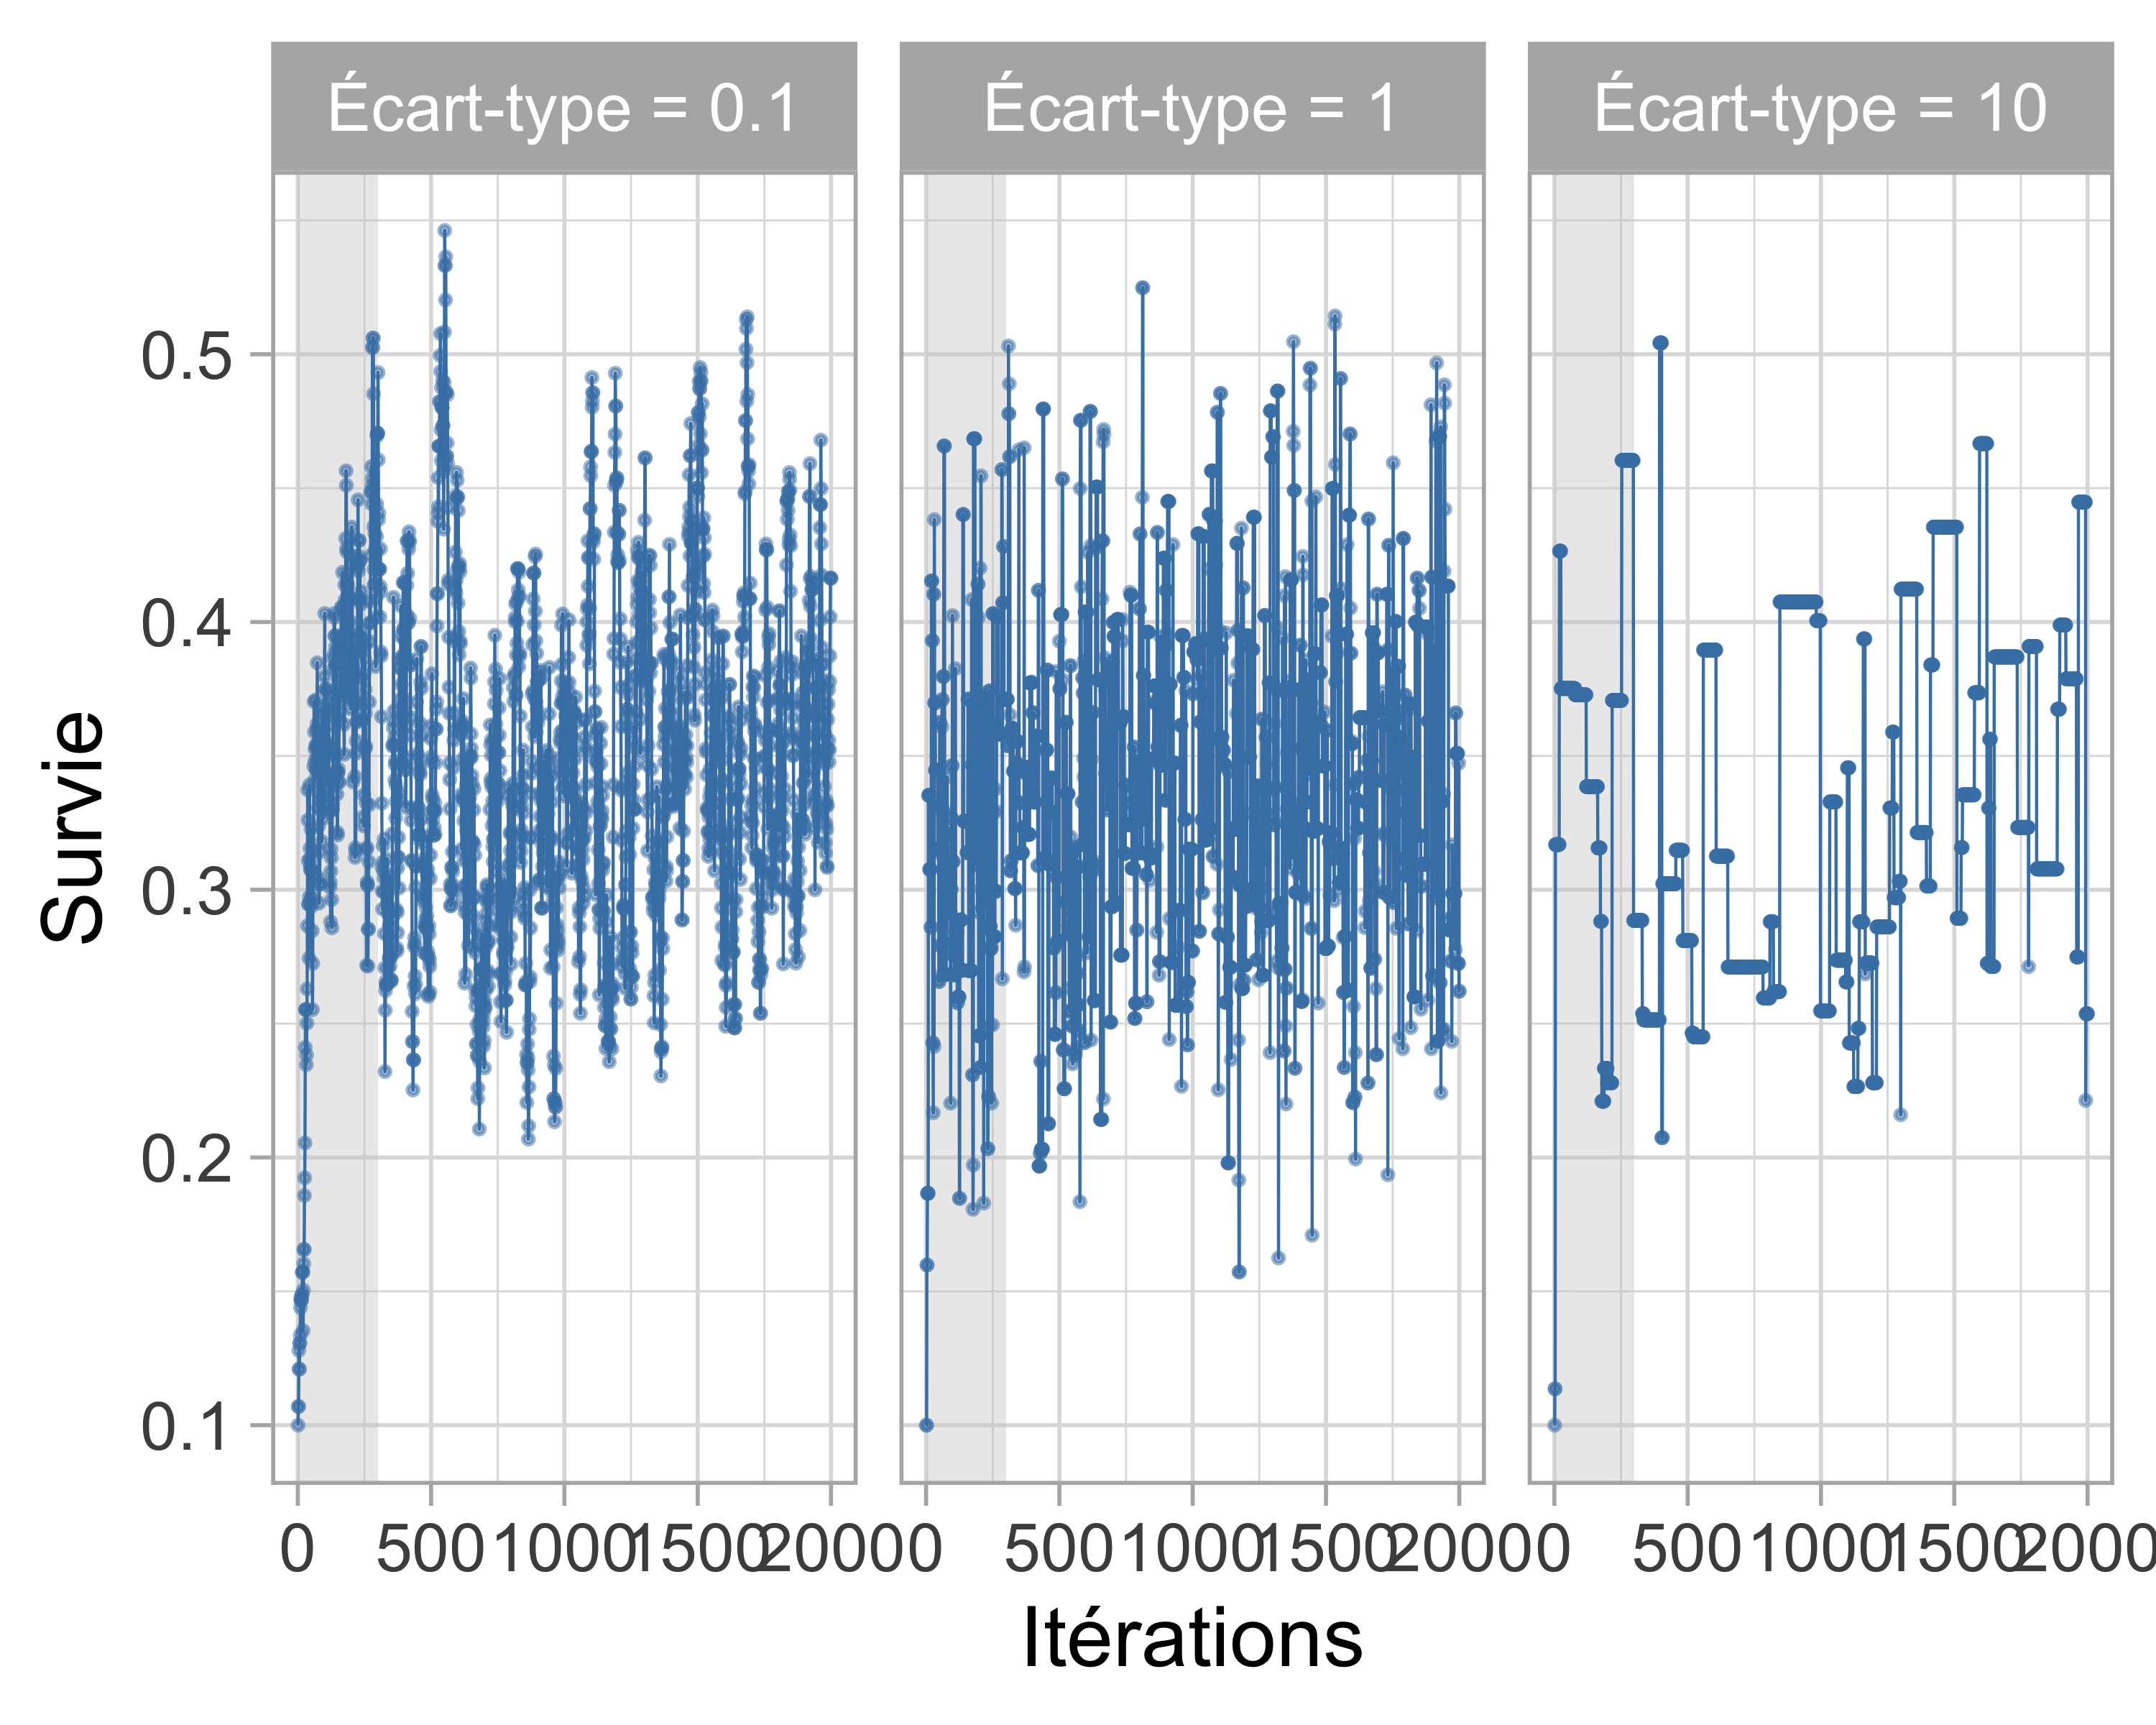 Écart-type = 0.1
Écart-type = 1
Écart-type = 10
Survie
0.5
0.4
0.3
0.2
0.1
0 500 1000 1500 2000 0 500 1000 1500 2000 0 500 1000 1500 2000
Itérations